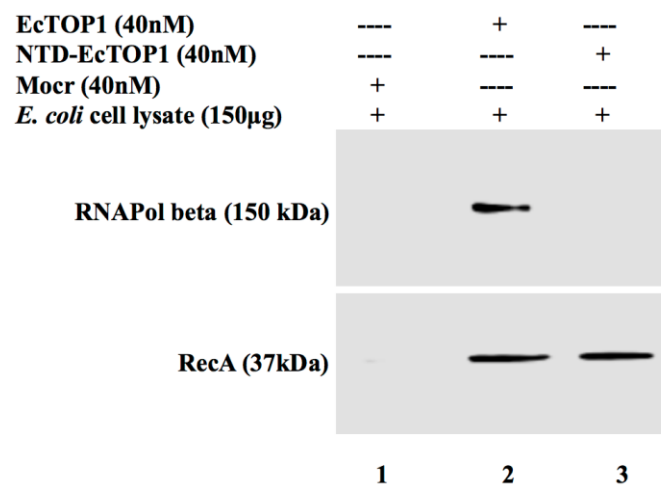 EcTOP1 (40nM) ---- + ----
NTD-EcTOP1 (40nM) ---- ---- +
Mocr (40nM) + ---- ----
E. coli cell lysate (150μg) + + +
RNAPol beta (150 kDa)
RecA (37kDa)
1 2 3